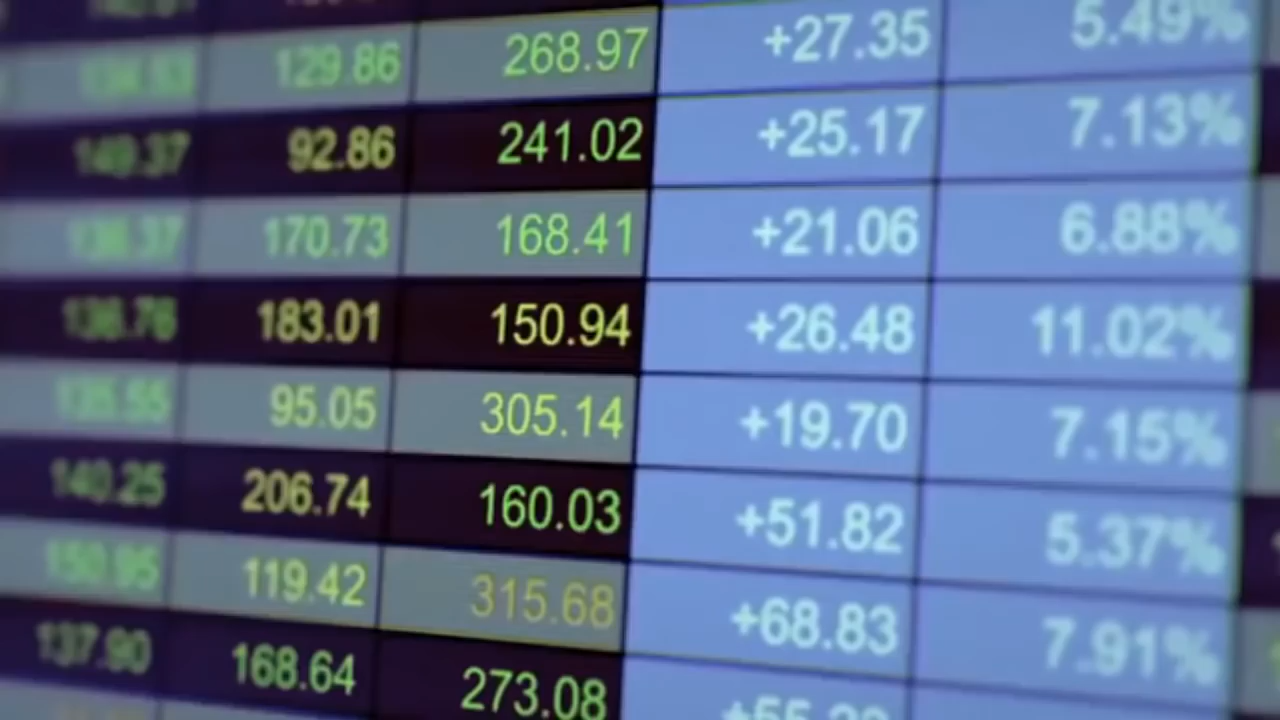 129.86 268.97 +27.35 5.49%
149.37 92.86 241.02 +25.17 7.13%
170.73 168.41 +21.06 6.88%
138.76 183.01 150.94 +26.48 11.02%
95.05 305.14 +19.70 7.15%
140.25 206.74 160.03 +51.82 5.37%
150.95 119.42 315.68 +68.83 7.91%
137.90 168.64 273.08